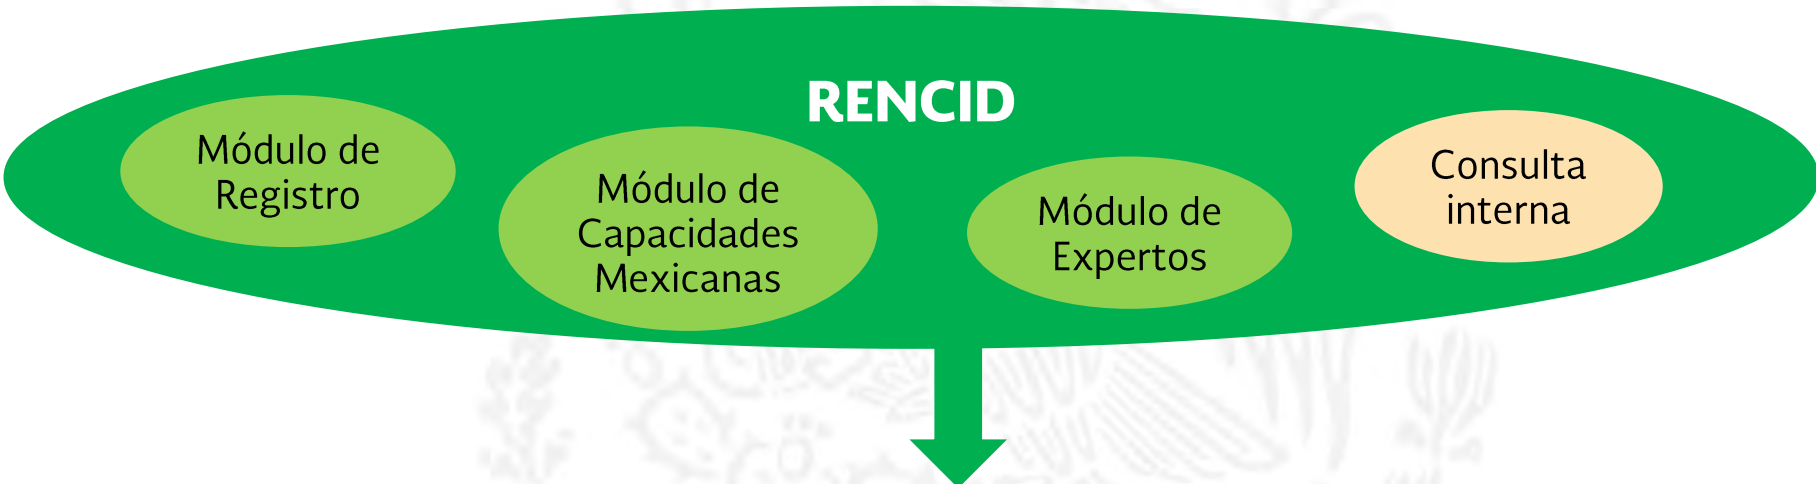 RENCID
Módulo de
Registro
Módulo de
Capacidades
Mexicanas
Módulo de
Expertos
Consulta
interna